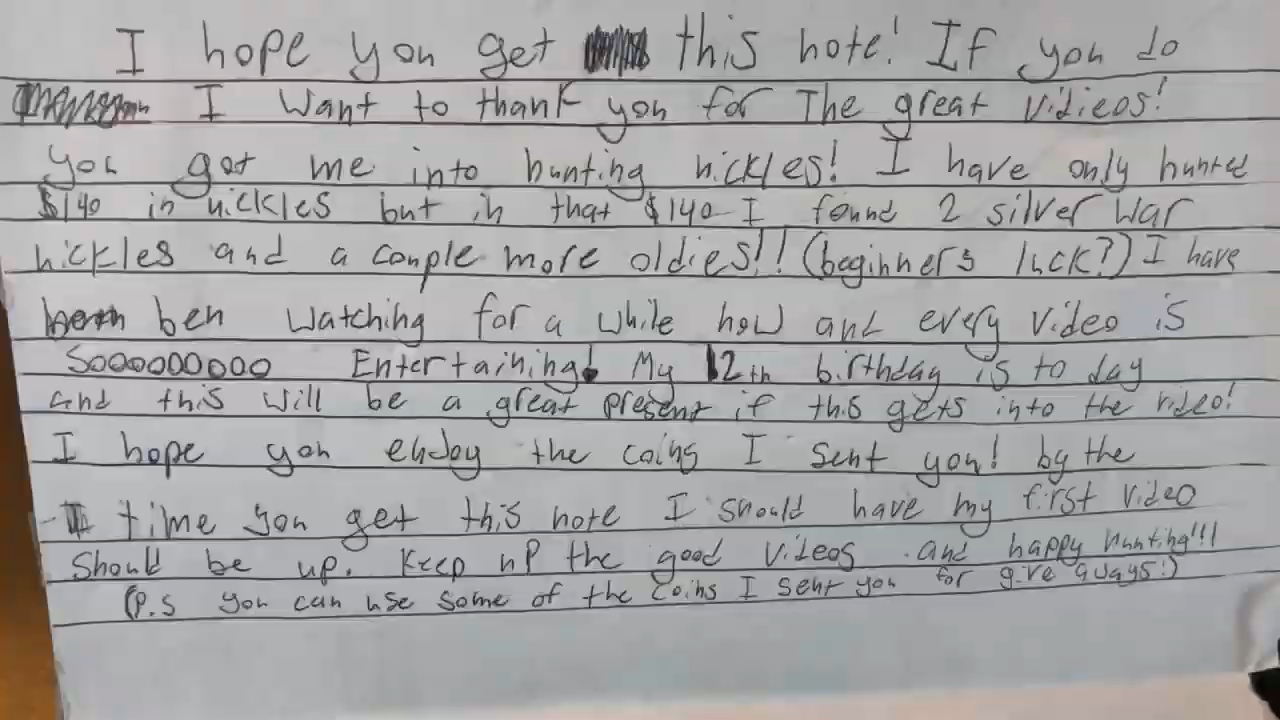 I hope you get this note! If you do
I want to thank you for The great vidieos!
you got me into hunting nickles! I have only hunted
$140 in nickles but in that $140 I found 2 silver war
nickles and a couple more oldies!! (beginners luck?) I have
ben watching for a while now and every video is
Sooooooooo Entertaining! My 12th birthday is to day
and this will be a great present if this gets into the video!
I hope you enjoy the coins I sent you! by the
time you get this note I should have my first video
should be up. Keep up the good videos and happy hunting!!!
(P.s you can use some of the coins I sent you for give aways:)